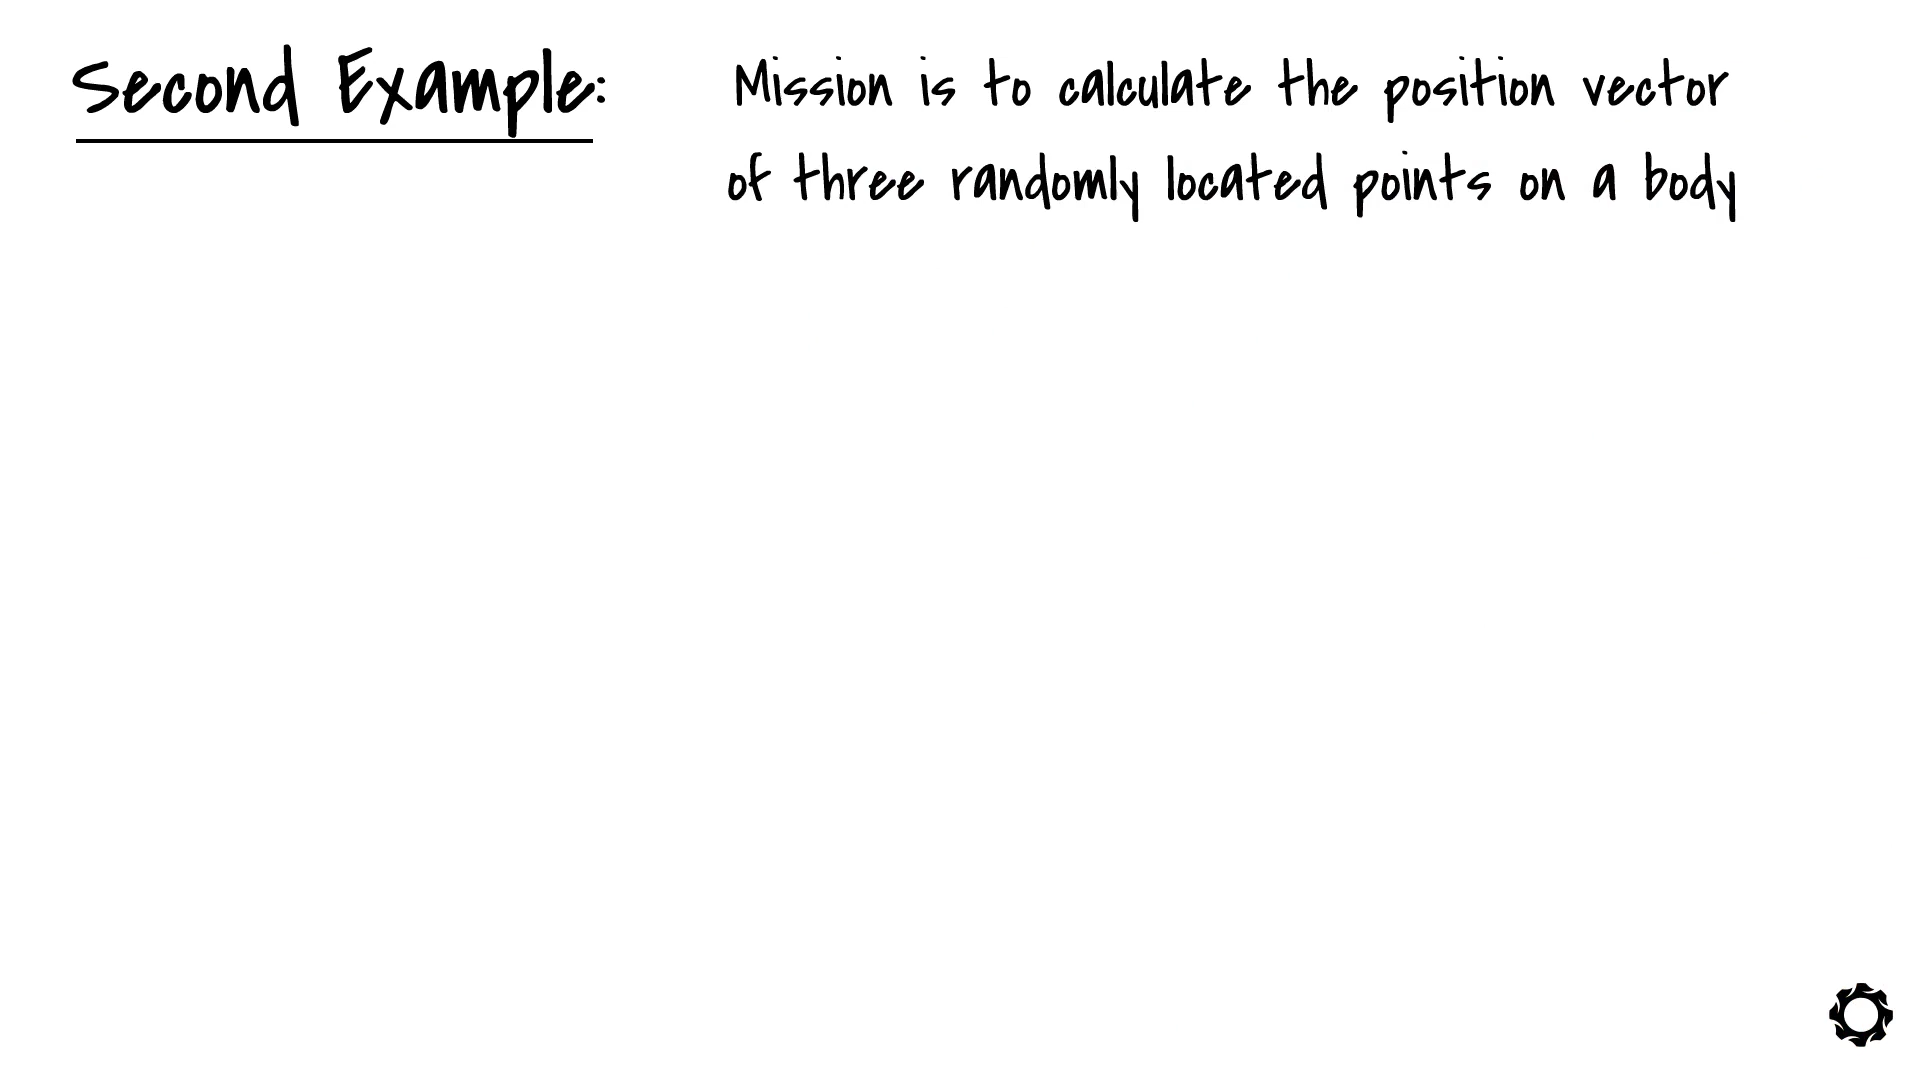 Second Example:
Mission is to calculate the position vector
of three randomly located points on a body